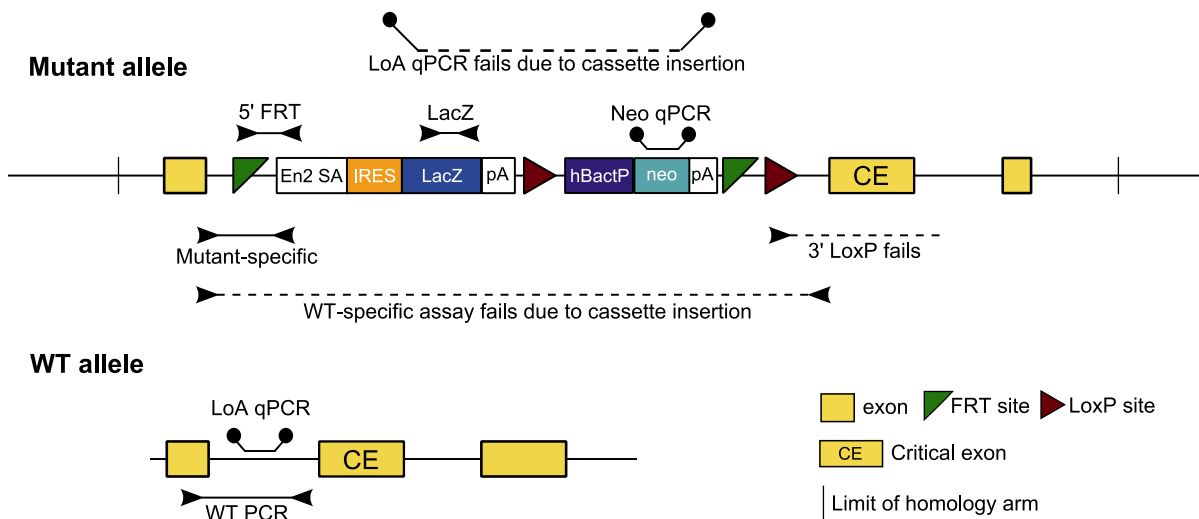 LoA qPCR fails due to cassette insertion
Mutant allele
5' FRT
LacZ
Neo qPCR
En2 SA
IRES
LacZ
pA
hBactP
neo
pA
CE
Mutant-specific
3' LoxP fails
WT-specific assay fails due to cassette insertion
WT allele
LoA qPCR
CE
WT PCR
exon
FRT site
LoxP site
CE
Critical exon
Limit of homology arm